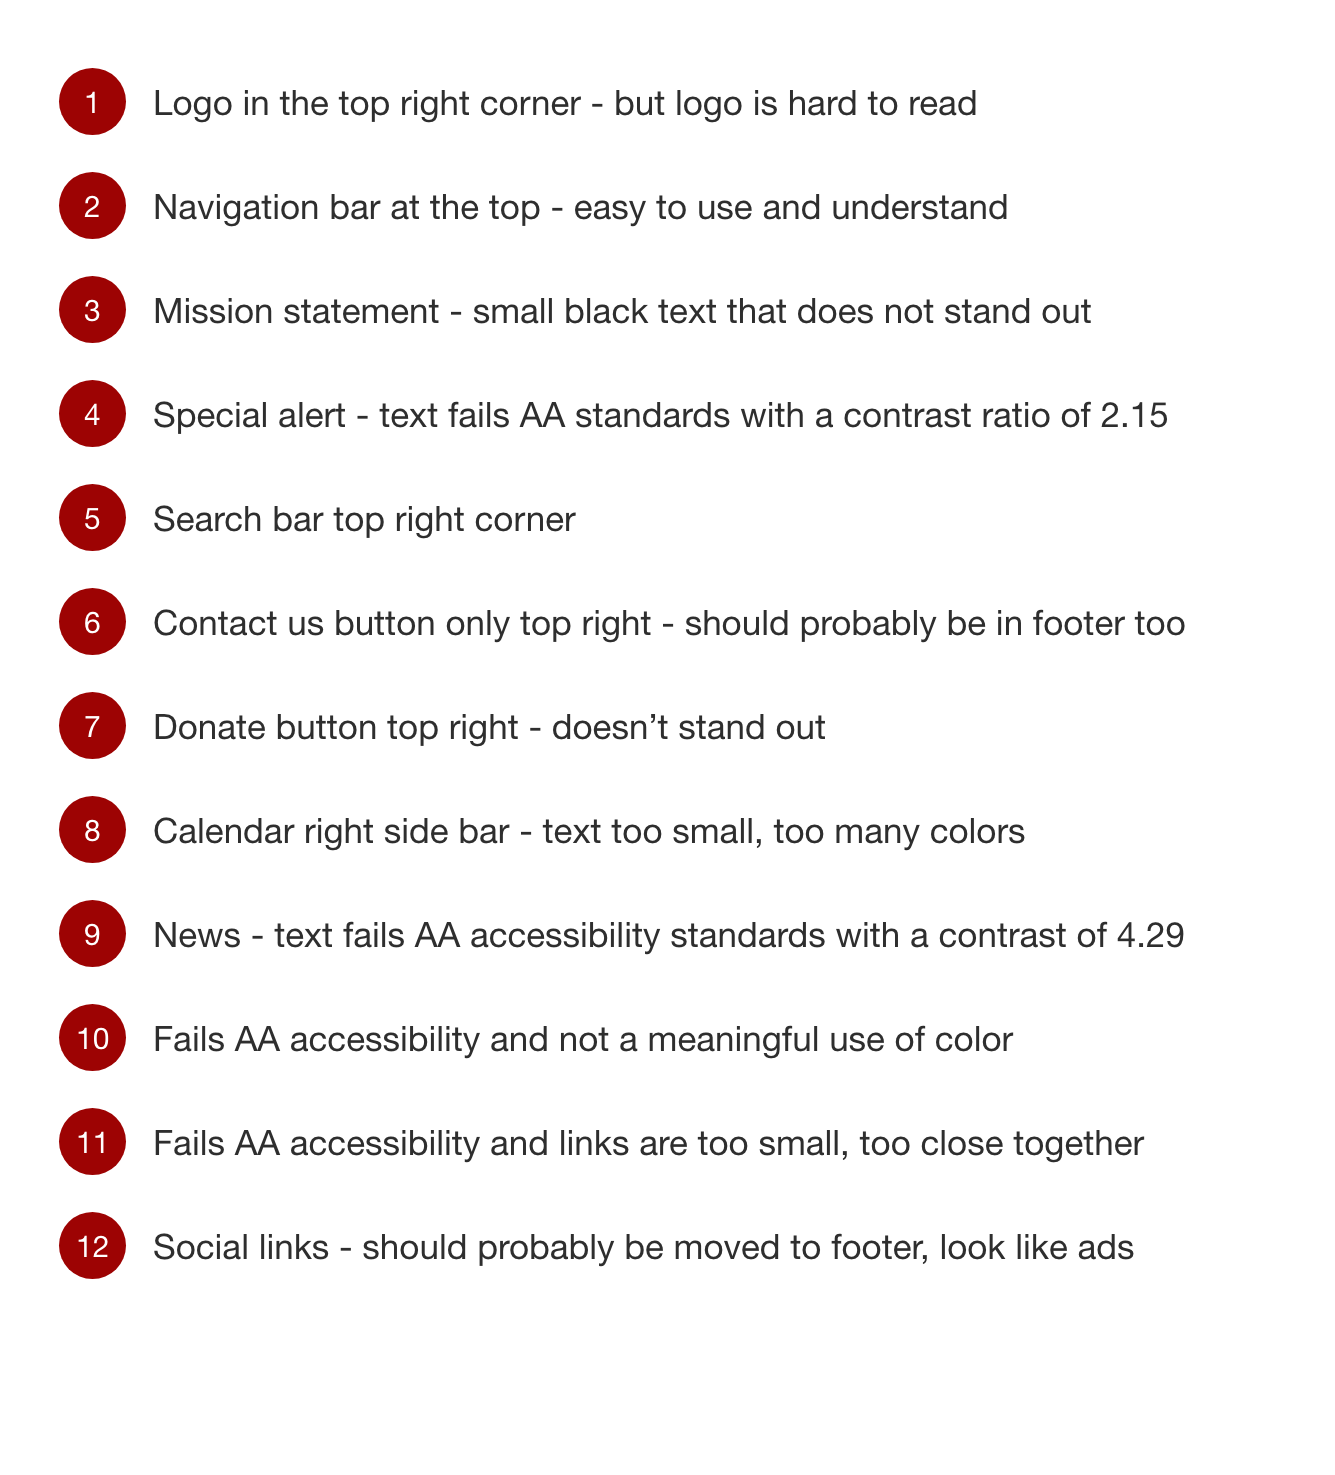 1 Logo in the top right corner - but logo is hard to read
2 Navigation bar at the top - easy to use and understand
3 Mission statement - small black text that does not stand out
4 Special alert - text fails AA standards with a contrast ratio of 2.15
5 Search bar top right corner
6 Contact us button only top right - should probably be in footer too
7 Donate button top right - doesn’t stand out
8 Calendar right side bar - text too small, too many colors
9 News - text fails AA accessibility standards with a contrast of 4.29
10 Fails AA accessibility and not a meaningful use of color
11 Fails AA accessibility and links are too small, too close together
12 Social links - should probably be moved to footer, look like ads